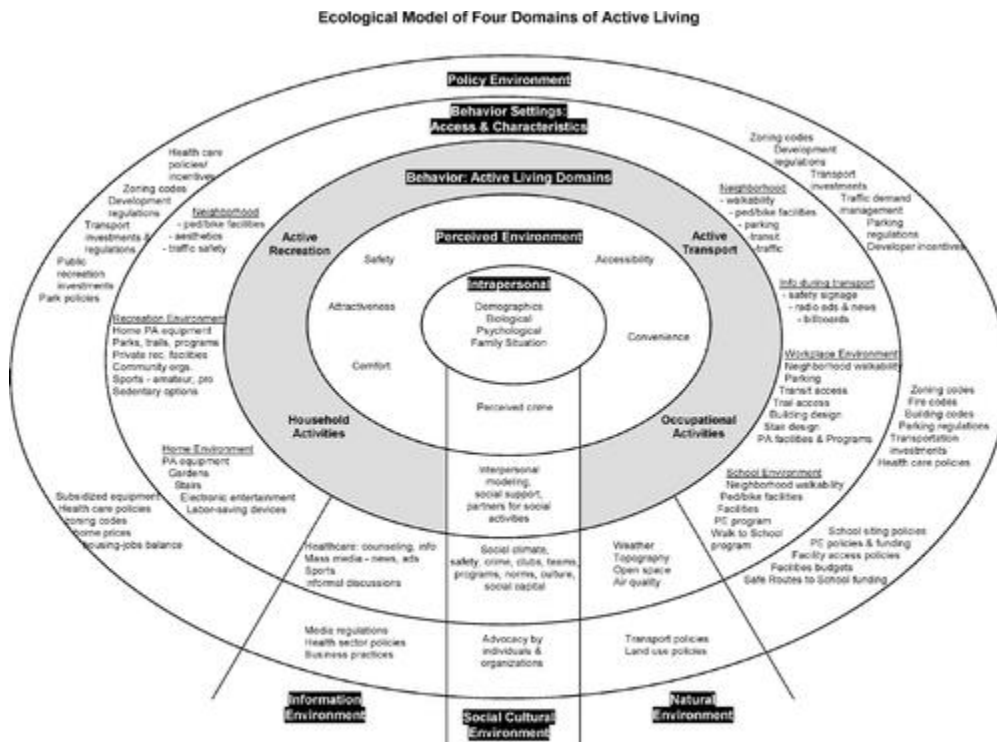 Ecological Model of Four Domains of Active Living
Policy Environment
Behavior Settings:
Access & Characteristics
Behavior: Active Living Domains
Perceived Environment
Intrapersonal
Demographics
Biological
Psychological
Family Situation
Safety
Accessibility
Attractiveness
Convenience
Comfort
Perceived crime
Active
Recreation
Active
Transport
Household
Activities
Occupational
Activities
Interpersonal
modeling,
social support,
partners for social
activities
Health care
policies/
incentives
Zoning codes
Development
regulations
Transport
investments &
regulations
Public
recreation
investments
Park policies
Neighborhood
- ped/bike facilities
- aesthetics
- traffic safety
Recreation Environment
Home PA equipment
Parks, trails, programs
Private rec. facilities
Community orgs.
Sports - amateur, pro
Sedentary options
Home Environment
PA equipment
Gardens
Stairs
Electronic entertainment
Labor-saving devices
Subsidized equipment
Health care policies
zoning codes
home prices
housing-jobs balance
Zoning codes
Development
regulations
Transport
investments
Traffic demand
management
Parking
regulations
Developer incentives
Neighborhood
- walkability
- ped/bike facilities
- parking
- transit
- traffic
Info during transport
- safety signage
- radio ads & news
- billboards
Workplace Environment
Neighborhood walkability
Parking
Transit access
Trail access
Building design
Stair design
PA facilities & Programs
Zoning codes
Fire codes
Building codes
Parking regulations
Transportation
investments
Health care policies
School Environment
Neighborhood walkability
Ped/bike facilities
Facilities
PE program
Walk to School
program
School siting policies
PE policies & funding
Facility access policies
Facilities budgets
Safe Routes to School funding
Healthcare: counseling, info
Mass media - news, ads
Sports
Informal discussions
Social climate,
safety, crime, clubs, teams,
programs, norms, culture,
social capital
Weather
Topography
Open space
Air quality
Media regulations
Health sector policies
Business practices
Advocacy by
individuals &
organizations
Transport policies
Land use policies
Information
Environment
Social Cultural
Environment
Natural
Environment